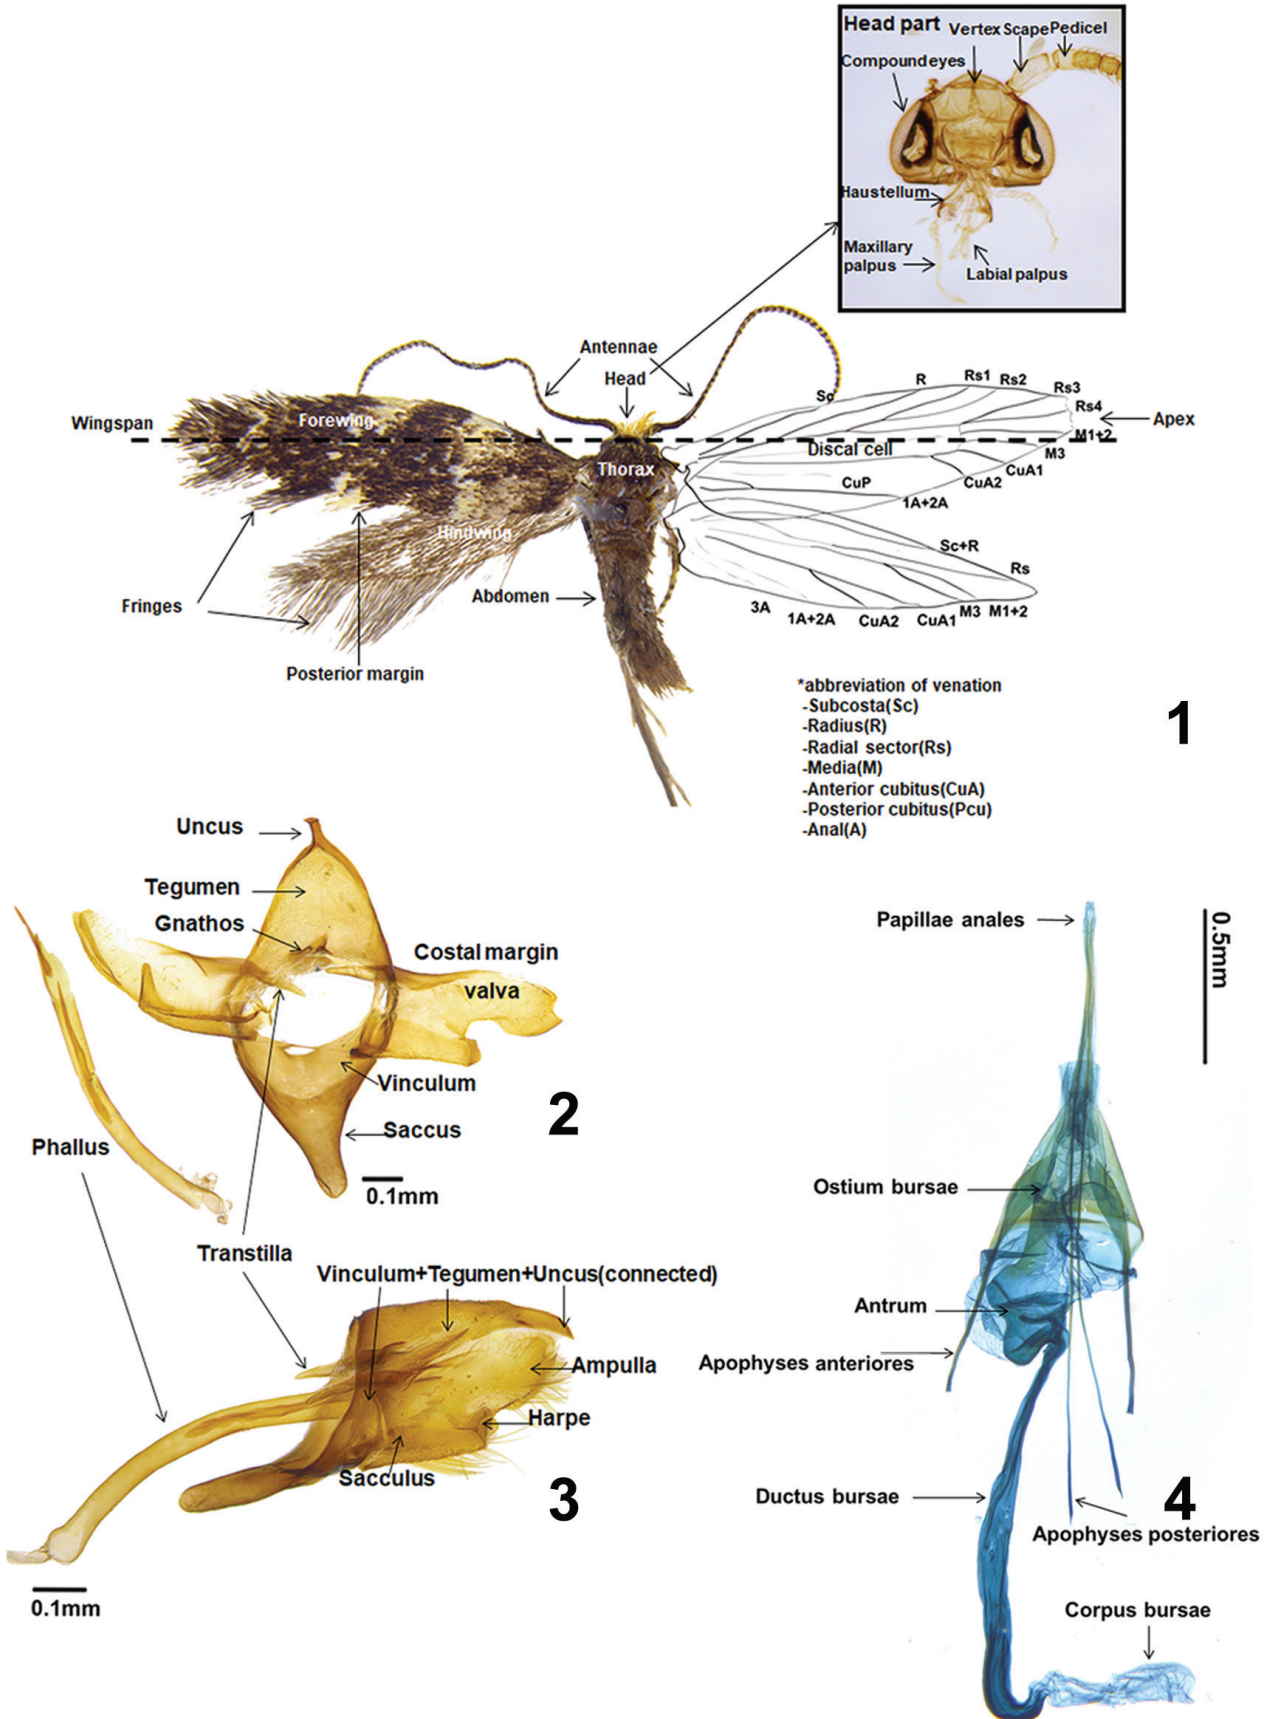 Head part
Vertex Scape Pedicel
Compound eyes
Haustellum
Maxillary
palpus
Labial palpus
Antennae
Head
Wingspan
Forewing
Thorax
Hindwing
Fringes
Abdomen
Posterior margin
Sc
R
Rs1
Rs2
Rs3
Rs4
Apex
M1+2
M3
Discal cell
CuA1
CuA2
CuP
1A+2A
Sc+R
Rs
3A
1A+2A
CuA2
CuA1
M3
M1+2
*abbreviation of venation
-Subcosta(Sc)
-Radius(R)
-Radial sector(Rs)
-Media(M)
-Anterior cubitus(CuA)
-Posterior cubitus(Pcu)
-Anal(A)
1
Uncus
Tegumen
Gnathos
Costal margin
valva
Vinculum
Saccus
2
0.1mm
Phallus
Transtilla
Vinculum+Tegumen+Uncus(connected)
Ampulla
Harpe
Sacculus
3
0.1mm
Papillae anales
0.5mm
Ostium bursae
Antrum
Apophyses anteriores
Ductus bursae
4
Apophyses posteriores
Corpus bursae